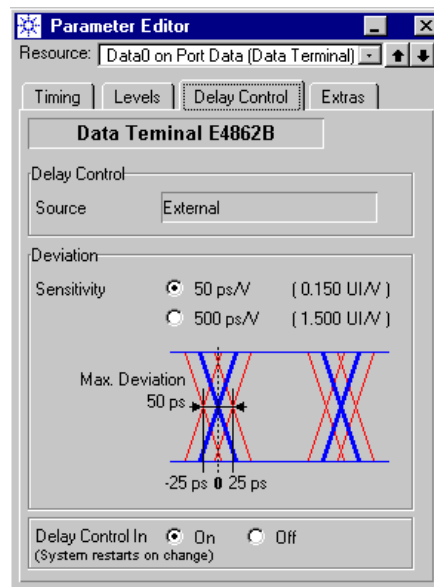 Parameter Editor
Resource: Data0 on Port Data (Data Terminal)
Timing Levels Delay Control Extras
Data Teminal E4862B
Delay Control
Source External
Deviation
Sensitivity 50 ps/V ( 0.150 UI/V )
500 ps/V ( 1.500 UI/V )
Max. Deviation
50 ps
-25 ps 0 25 ps
Delay Control In On Off
(System restarts on change)